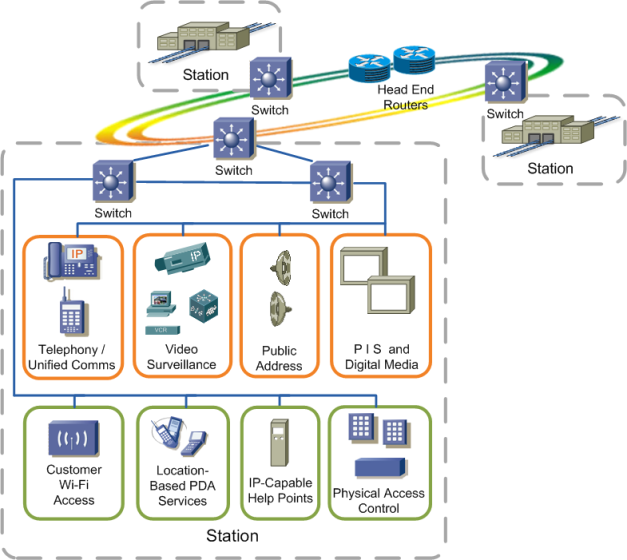 Station
Switch
Head End
Routers
Switch
Station
Switch
Switch
Switch
IP
IP
VCR
Telephony /
Unified Comms
Video
Surveillance
Public
Address
P I S and
Digital Media
Customer
Wi-Fi
Access
Location-
Based PDA
Services
IP-Capable
Help Points
Physical Access
Control
Station